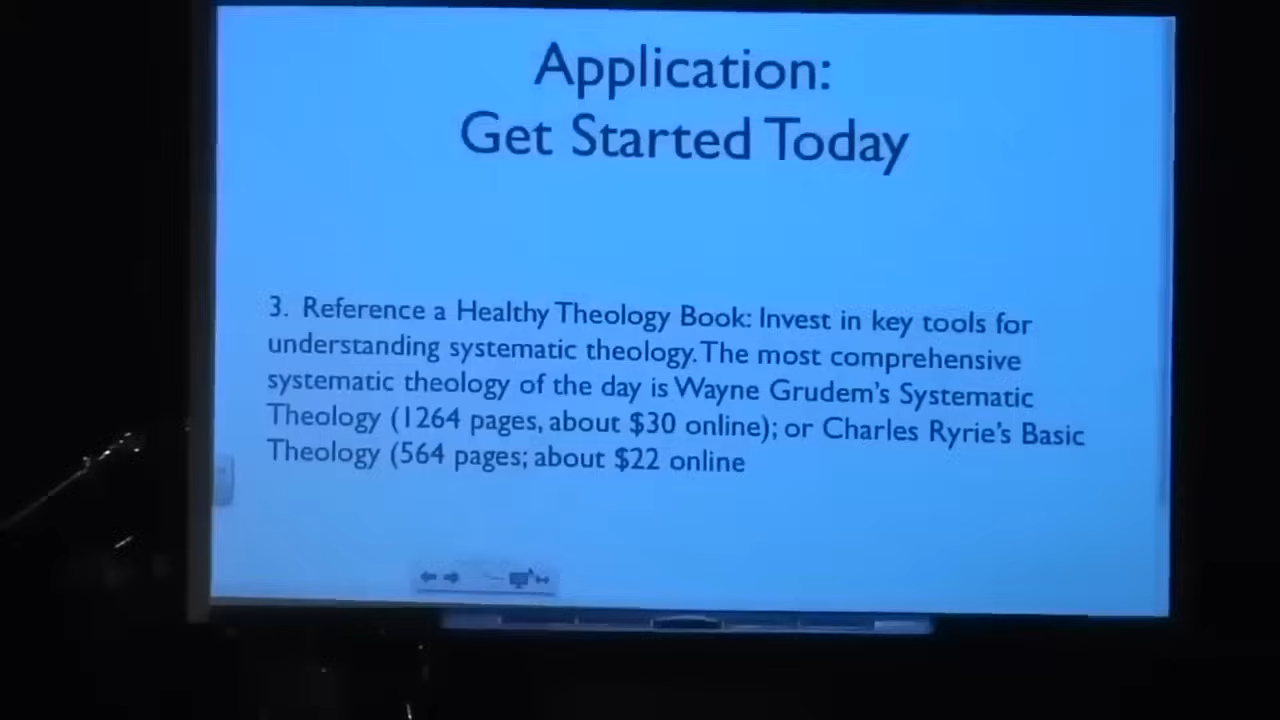 Application:
Get Started Today
3. Reference a Healthy Theology Book: Invest in key tools for
understanding systematic theology. The most comprehensive
systematic theology of the day is Wayne Grudem's Systematic
Theology (1264 pages, about $30 online); or Charles Ryrie's Basic
Theology (564 pages; about $22 online